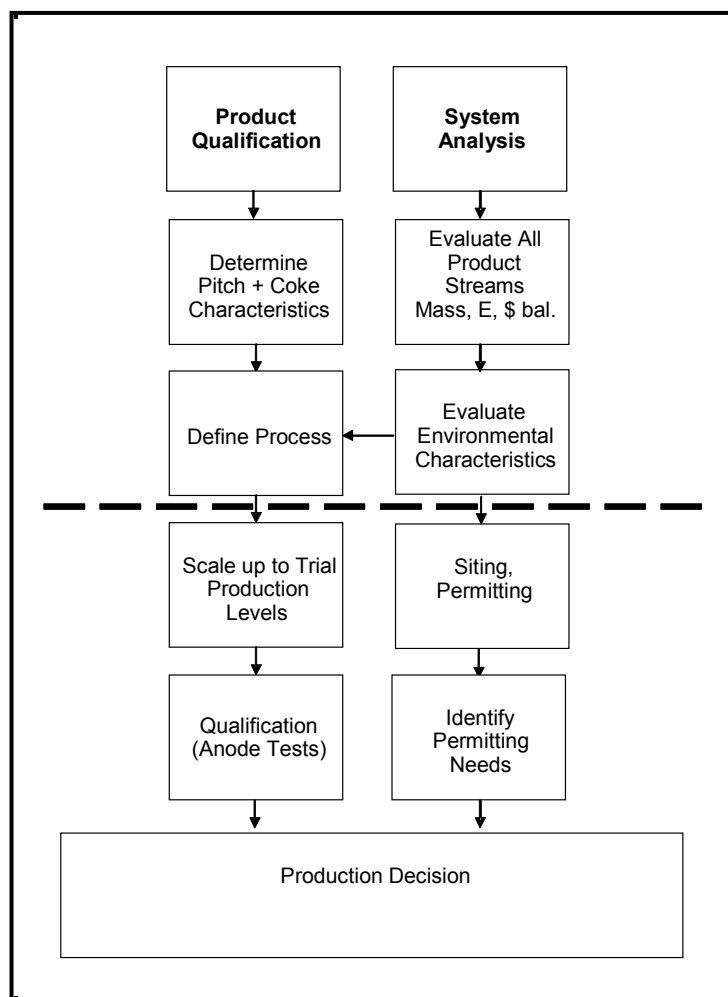 Product
Qualification
System
Analysis
Determine
Pitch + Coke
Characteristics
Evaluate All
Product
Streams
Mass, E, $ bal.
Define Process
Evaluate
Environmental
Characteristics
Scale up to Trial
Production
Levels
Siting,
Permitting
Qualification
(Anode Tests)
Identify
Permitting
Needs
Production Decision